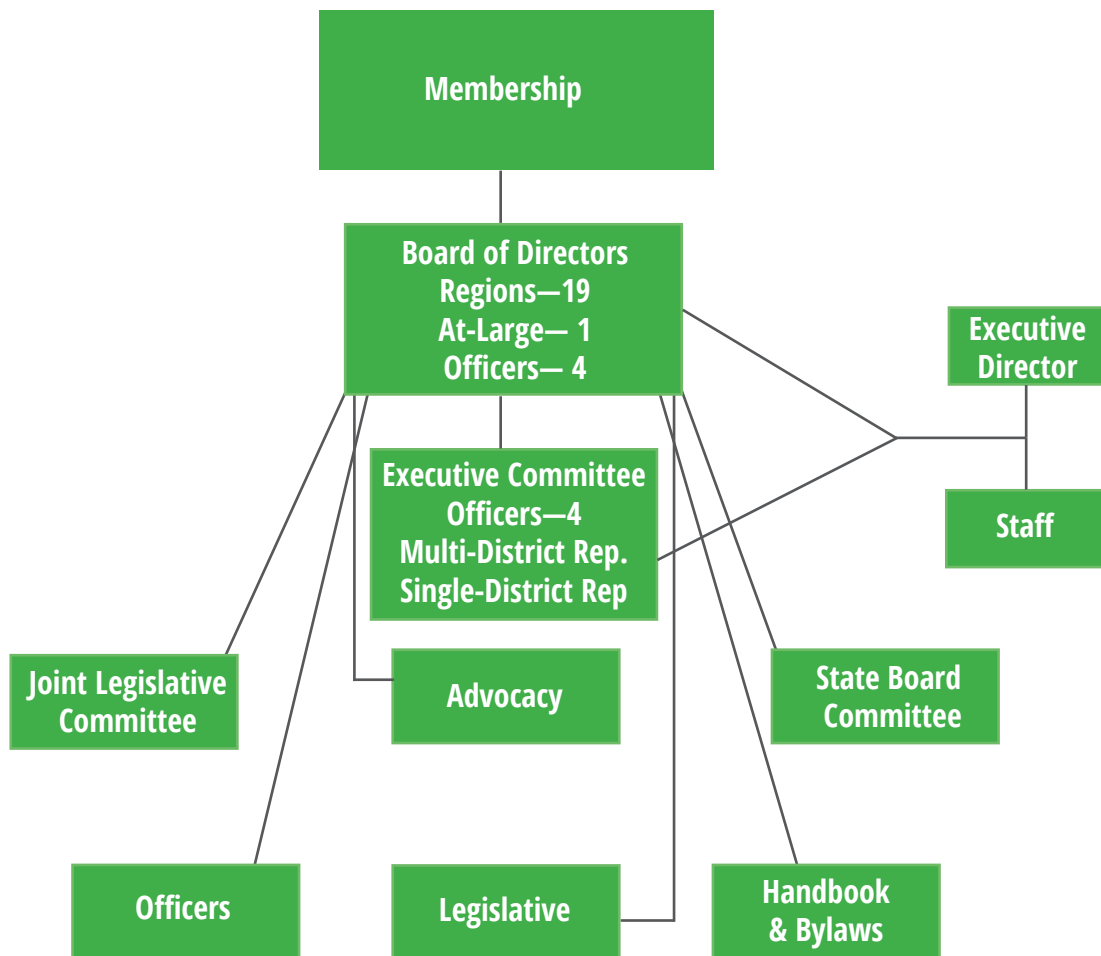 Membership
Board of Directors
Regions—19
At-Large— 1
Officers— 4
Executive
Director
Executive Committee
Officers—4
Multi-District Rep.
Single-District Rep
Staff
Joint Legislative
Committee
Advocacy
State Board
Committee
Officers
Legislative
Handbook
& Bylaws